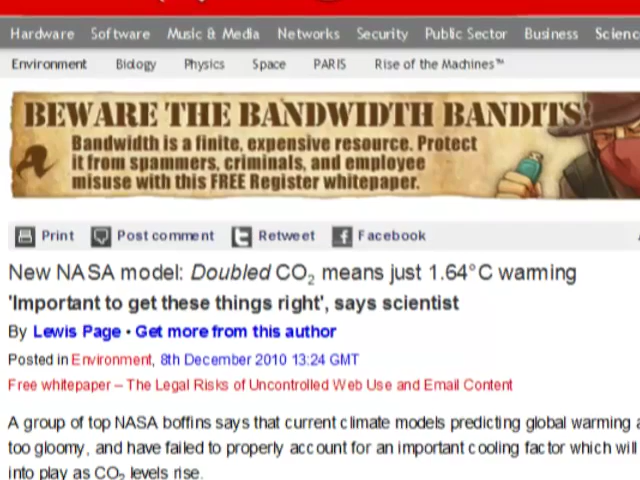 Hardware Software Music & Media Networks Security Public Sector Business Scienc
Environment Biology Physics Space PARIS Rise of the Machines™
BEWARE THE BANDWIDTH BANDITS!
Bandwidth is a finite, expensive resource. Protect
it from spammers, criminals, and employee
misuse with this FREE Register whitepaper.
Print Post comment Retweet Facebook
New NASA model: Doubled CO₂ means just 1.64°C warming
'Important to get these things right', says scientist
By Lewis Page • Get more from this author
Posted in Environment, 8th December 2010 13:24 GMT
Free whitepaper – The Legal Risks of Uncontrolled Web Use and Email Content
A group of top NASA boffins says that current climate models predicting global warming a
too gloomy, and have failed to properly account for an important cooling factor which will
into play as CO₂ levels rise.